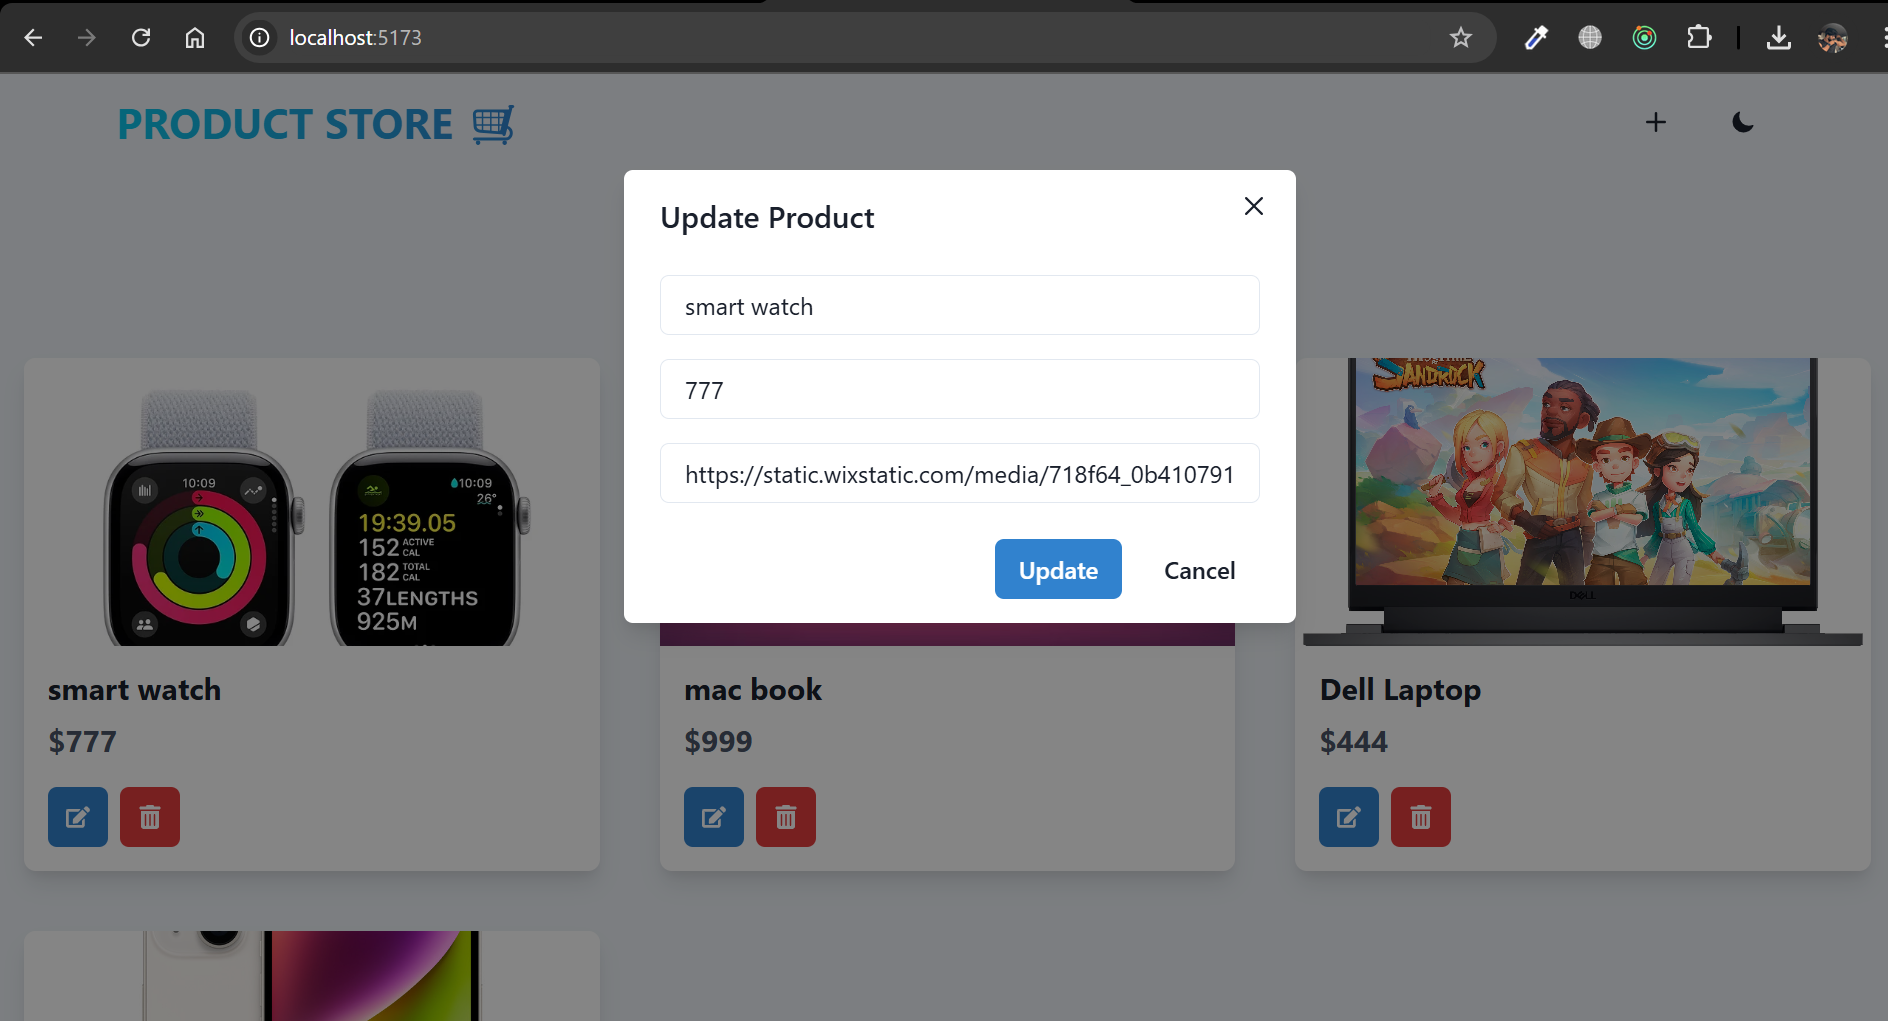 localhost:5173
PRODUCT STORE 🛒
Update Product
smart watch
777
https://static.wixstatic.com/media/718f64_0b410791
Update
Cancel
10:09
10:09
26°
19:39.05
152 ACTIVE CAL
182 TOTAL CAL
37LENGTHS
925M
SANDROCK
DELL
smart watch
$777
mac book
$999
Dell Laptop
$444